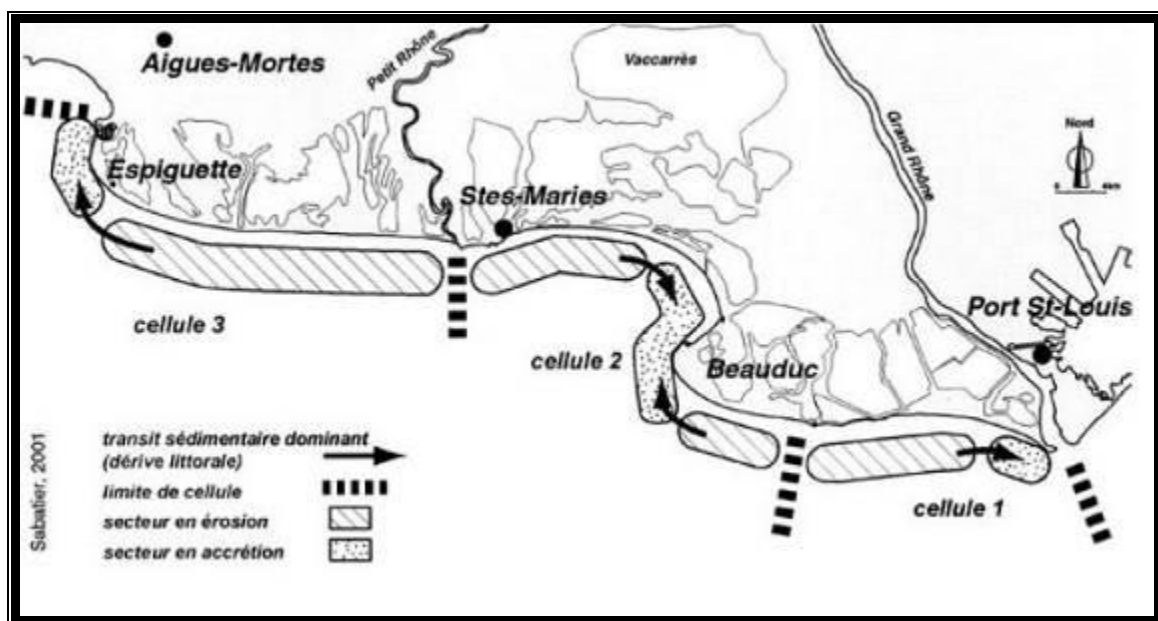 Aigues-Mortes
Petit Rhône
Vaccarrès
Grand Rhône
Nord
Espiguette
Stes-Maries
Port St-Louis
cellule 3
cellule 2
Beauduc
cellule 1
transit sédimentaire dominant
(dérive littorale)
limite de cellule
secteur en érosion
secteur en accrétion
Sabatier, 2001